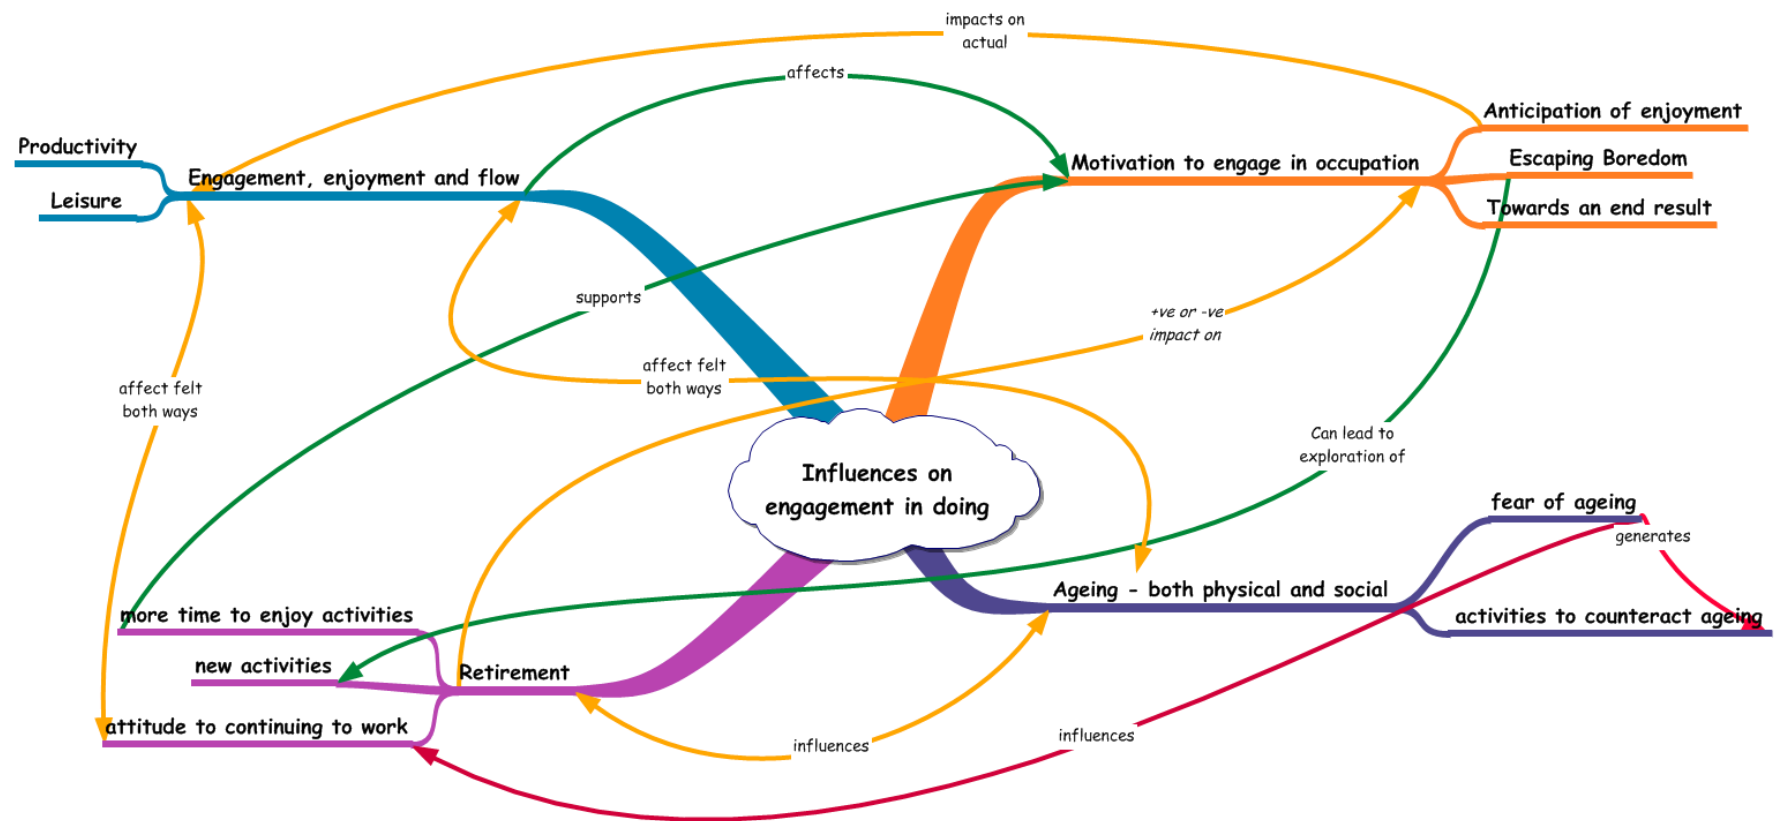 impacts on
actual
affects
Anticipation of enjoyment
Productivity
Escaping Boredom
Motivation to engage in occupation
Engagement, enjoyment and flow
Leisure
Towards an end result
supports
+ve or -ve
impact on
affect felt
both ways
affect felt
both ways
Can lead to
exploration of
Influences on
engagement in doing
fear of ageing
generates
Ageing - both physical and social
more time to enjoy activities
activities to counteract ageing
new activities
Retirement
attitude to continuing to work
influences
influences